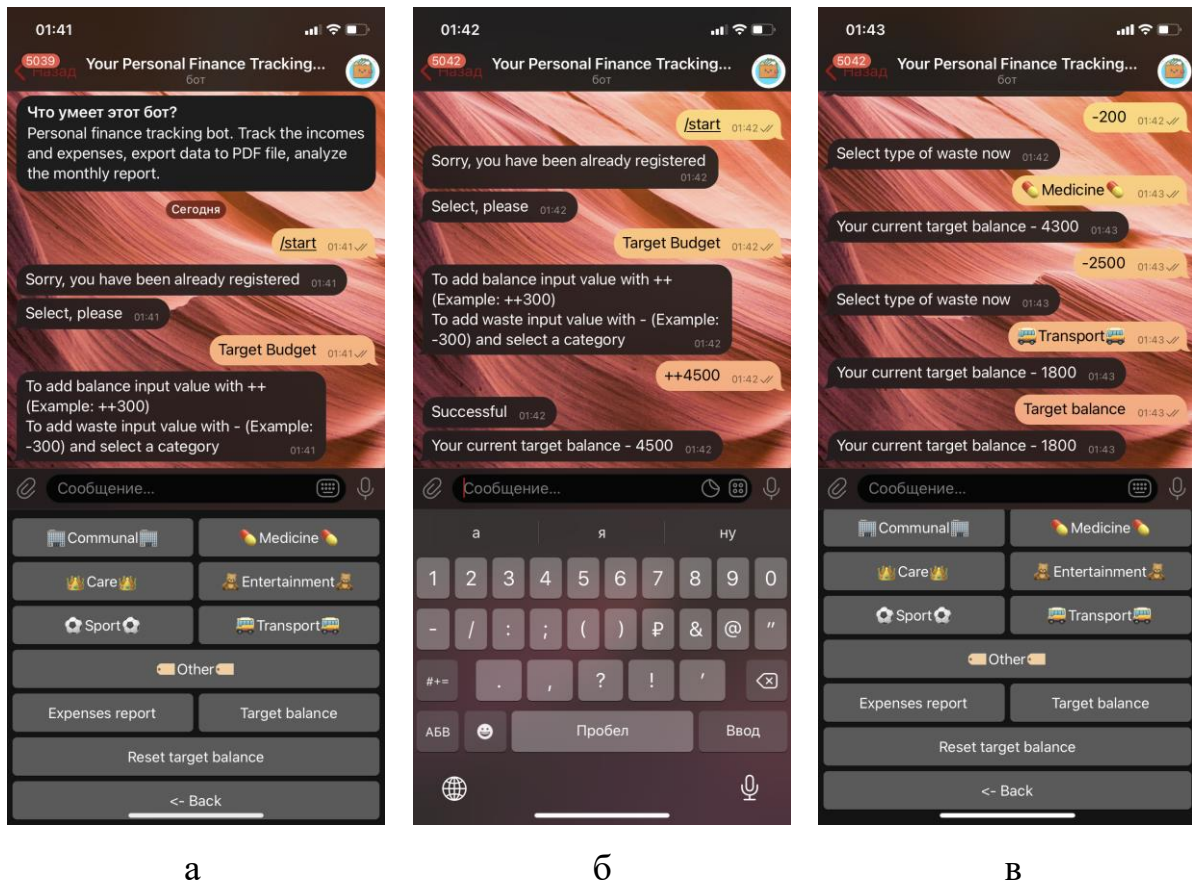 01:41
5039
Назад
Your Personal Finance Tracking...
бот
Что умеет этот бот?
Personal finance tracking bot. Track the incomes
and expenses, export data to PDF file, analyze
the monthly report.
Сегодня
/start 01:41
Sorry, you have been already registered 01:41
Select, please 01:41
Target Budget 01:41
To add balance input value with ++
(Example: ++300)
To add waste input value with - (Example:
-300) and select a category 01:41
Сообщение...
Communal Medicine
Care Entertainment
Sport Transport
Other
Expenses report Target balance
Reset target balance
<- Back
а
01:42
5042
Назад
Your Personal Finance Tracking...
бот
/start 01:42
Sorry, you have been already registered
01:42
Select, please 01:42
Target Budget 01:42
To add balance input value with ++
(Example: ++300)
To add waste input value with - (Example:
-300) and select a category 01:42
++4500 01:42
Successful 01:42
Your current target balance - 4500 01:42
Сообщение...
а я ну
1 2 3 4 5 6 7 8 9 0
- / : ; ( ) ₽ & @ "
#+= . , ? ! '
АБВ Пробел Ввод
б
01:43
5042
Назад
Your Personal Finance Tracking...
бот
-200 01:42
Select type of waste now 01:42
Medicine 01:43
Your current target balance - 4300 01:43
-2500 01:43
Select type of waste now 01:43
Transport 01:43
Your current target balance - 1800 01:43
Target balance 01:43
Your current target balance - 1800 01:43
Сообщение...
Communal Medicine
Care Entertainment
Sport Transport
Other
Expenses report Target balance
Reset target balance
<- Back
в